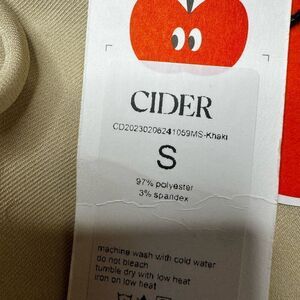 CIDER
CD20230206241059MS-Khaki
S
97% polyester
3% spandex
machine wash with cold water
do not bleach
tumble dry with low heat
iron on low heat